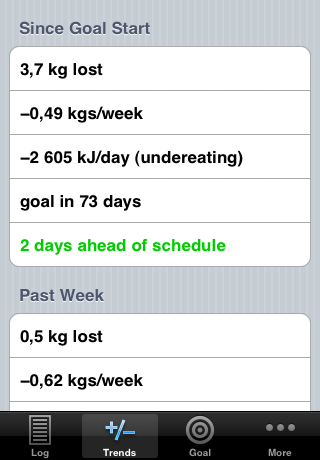 Since Goal Start
3,7 kg lost
−0,49 kgs/week
−2 605 kJ/day (undereating)
goal in 73 days
2 days ahead of schedule
Past Week
0,5 kg lost
−0,62 kgs/week
+/−
Log
Trends
Goal
More